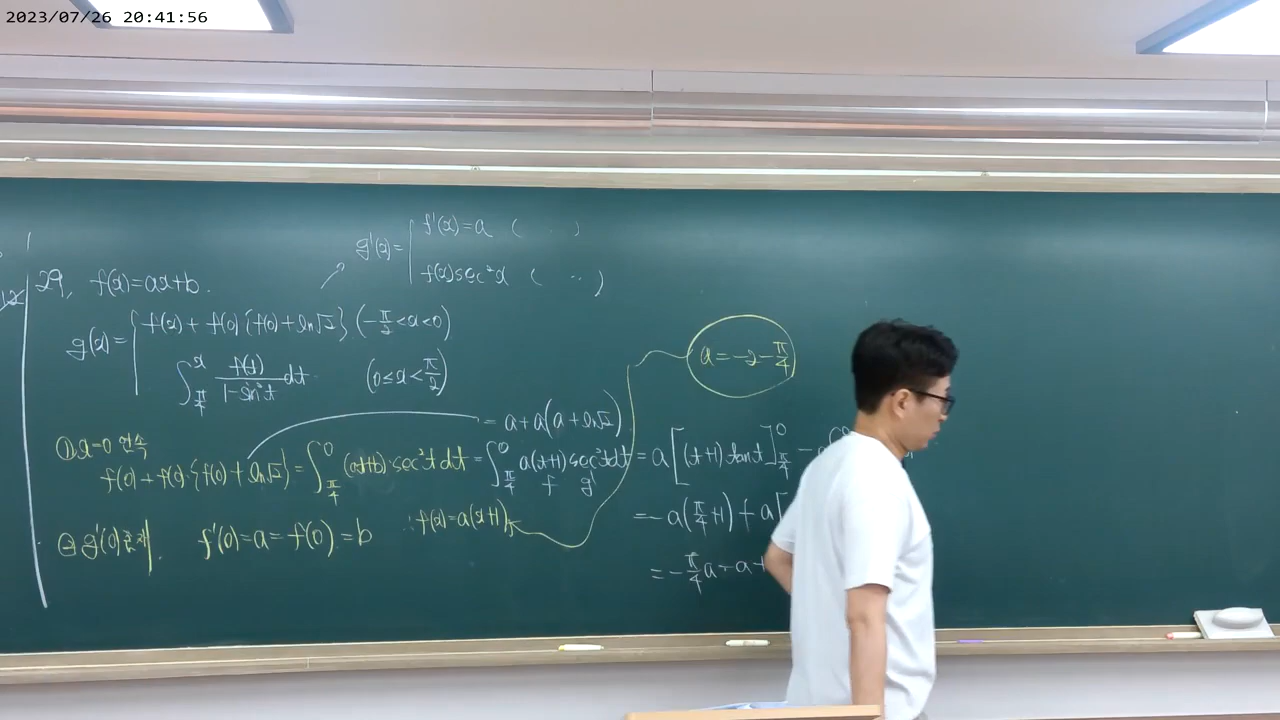 2023/07/26 20:41:56
g'(x)= { f'(x)=a ( .. )
f(x)sec²x ( .. )
29. f(x)=ax+b.
g(x)= { f(x)+f(0){f(0)+ln√2} (-π/2<x<0)
∫_{π/4}^{x} f(t)/(1-sin²t) dt (0≤x<π/2)
a=-2-π/4
= a+a(a+ln√2)
① x=0 연속
f(0)+f(0){f(0)+ln√2}=∫_{π/4}^{0} (at+b)·sec²t dt=∫_{π/4}^{0} a(t+1)sec²t dt=a[(t+1)tant]_{π/4}^{0} -
f g'
=-a(π/4+1)+a[
② g'(0)존재. f'(0)=a=f(0)=b ∴f(x)=a(x+1)
=-π/4 a-a+